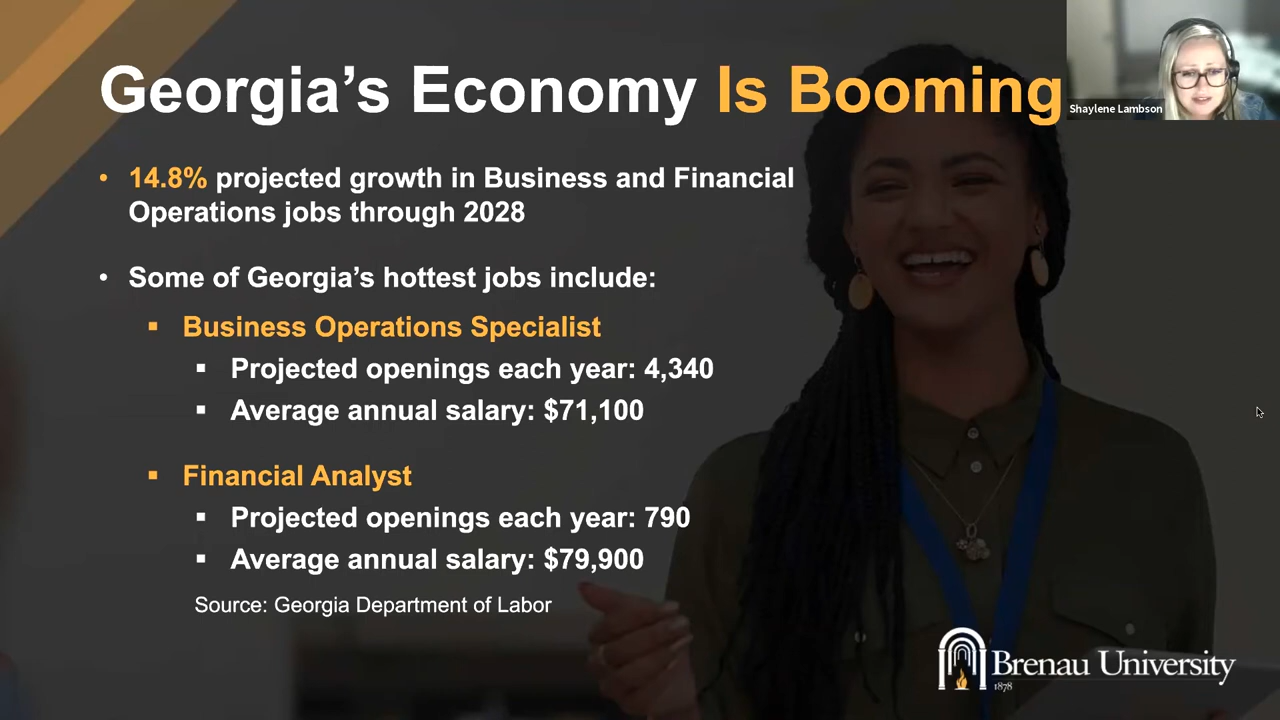 Georgia’s Economy Is Booming
Shaylene Lambson
• 14.8% projected growth in Business and Financial
Operations jobs through 2028
• Some of Georgia’s hottest jobs include:
▪ Business Operations Specialist
▪ Projected openings each year: 4,340
▪ Average annual salary: $71,100
▪ Financial Analyst
▪ Projected openings each year: 790
▪ Average annual salary: $79,900
Source: Georgia Department of Labor
Brenau University
1878